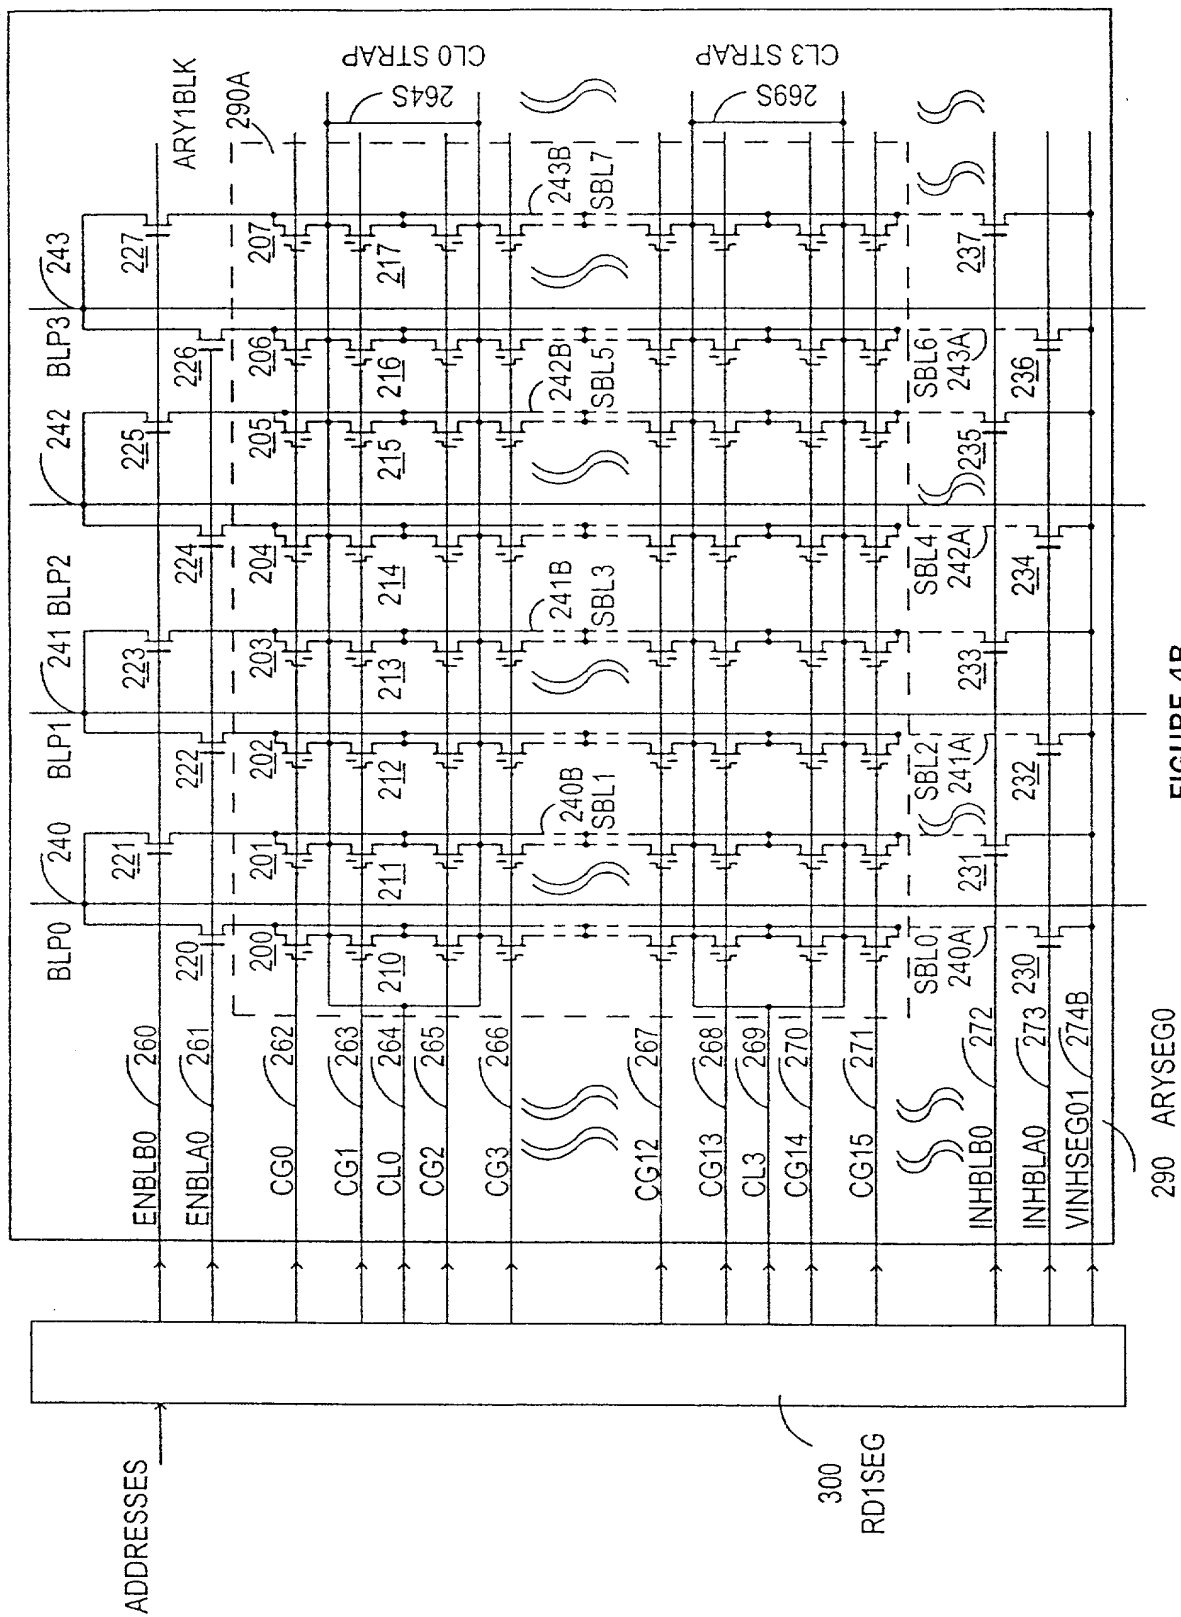 ADDRESSES
300
RD1SEG
290 ARYSEG0
FIGURE 4B
BLP0 240
BLP1 241
BLP2 242
BLP3 243
ARY1BLK
290A
ENBLB0 260
221 223 225 227
ENBLA0 261
220 222 224 226
CG0 262
200 201 202 203 204 205 206 207
CG1 263
CL0 264
210 211 212 213 214 215 216 217
CG2 265
CG3 266
264S
CL0 STRAP
240B
SBL1
241B
SBL3
242B
SBL5
243B
SBL7
CG12 267
CG13 268
CL3 269
CG14 270
CG15 271
269S
CL3 STRAP
SBL0
240A
SBL2
241A
SBL4
242A
SBL6
243A
INHBLB0 272
231 233 235 237
INHBLA0 273
230 232 234 236
VINHSEG01 274B